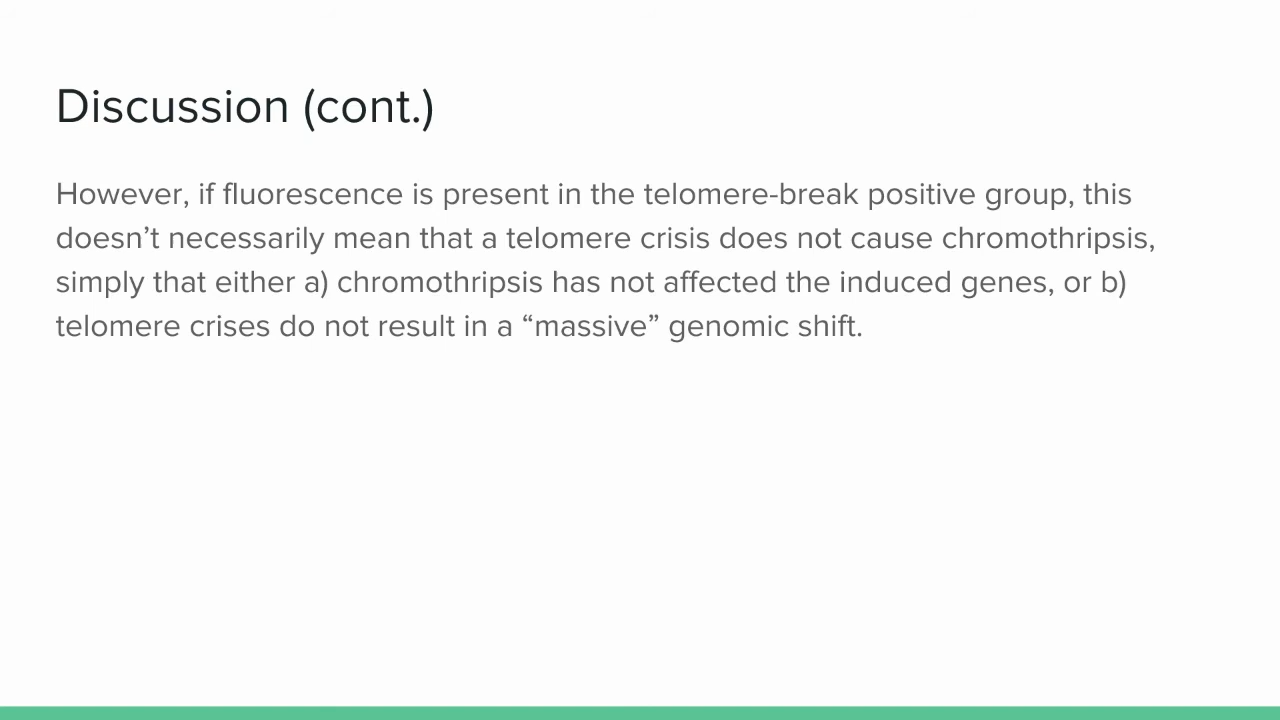 Discussion (cont.)
However, if fluorescence is present in the telomere-break positive group, this
doesn’t necessarily mean that a telomere crisis does not cause chromothripsis,
simply that either a) chromothripsis has not affected the induced genes, or b)
telomere crises do not result in a “massive” genomic shift.